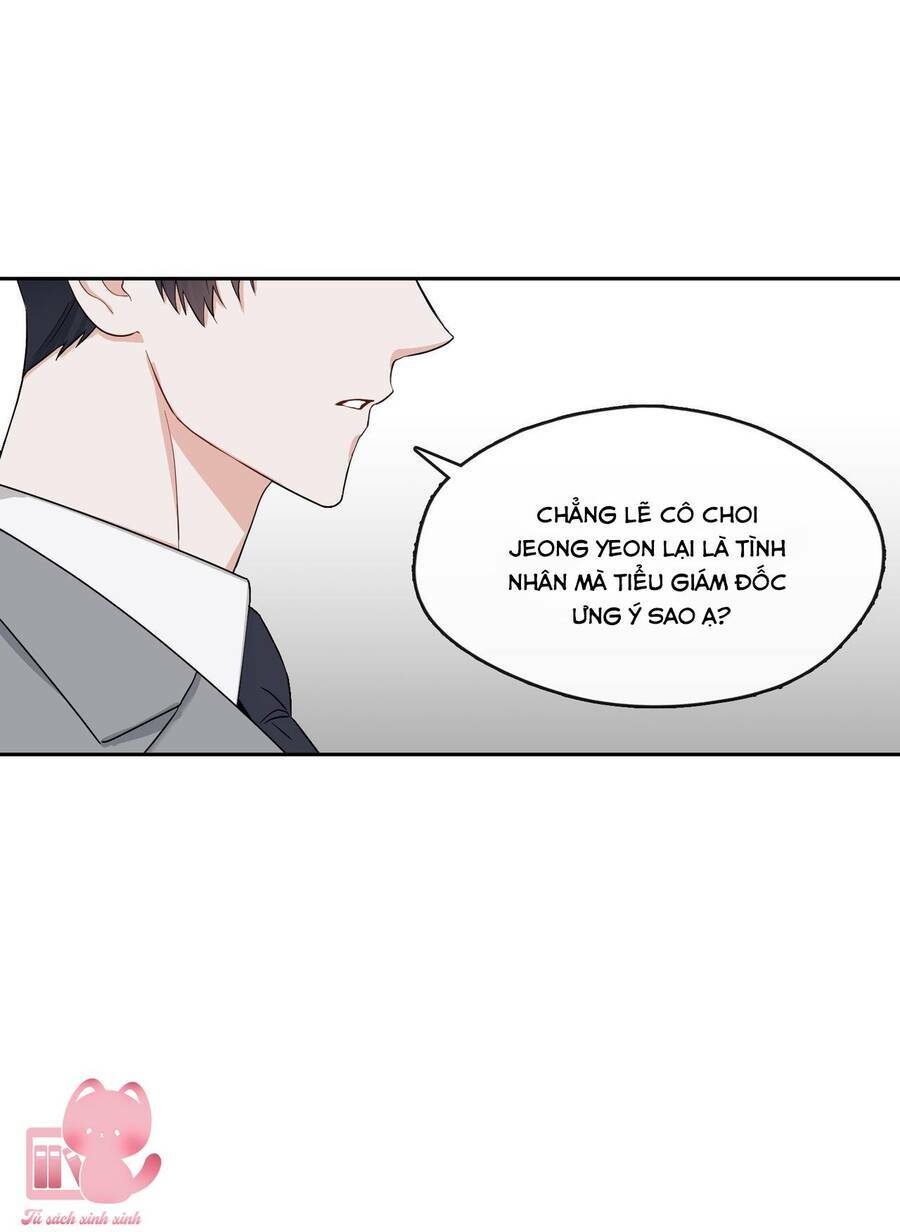 CHẲNG LẼ CÔ CHOI
JEONG YEON LẠI LÀ TÌNH
NHÂN MÀ TIỂU GIÁM ĐỐC
ƯNG Ý SAO Ạ?
Tủ sách xinh xinh